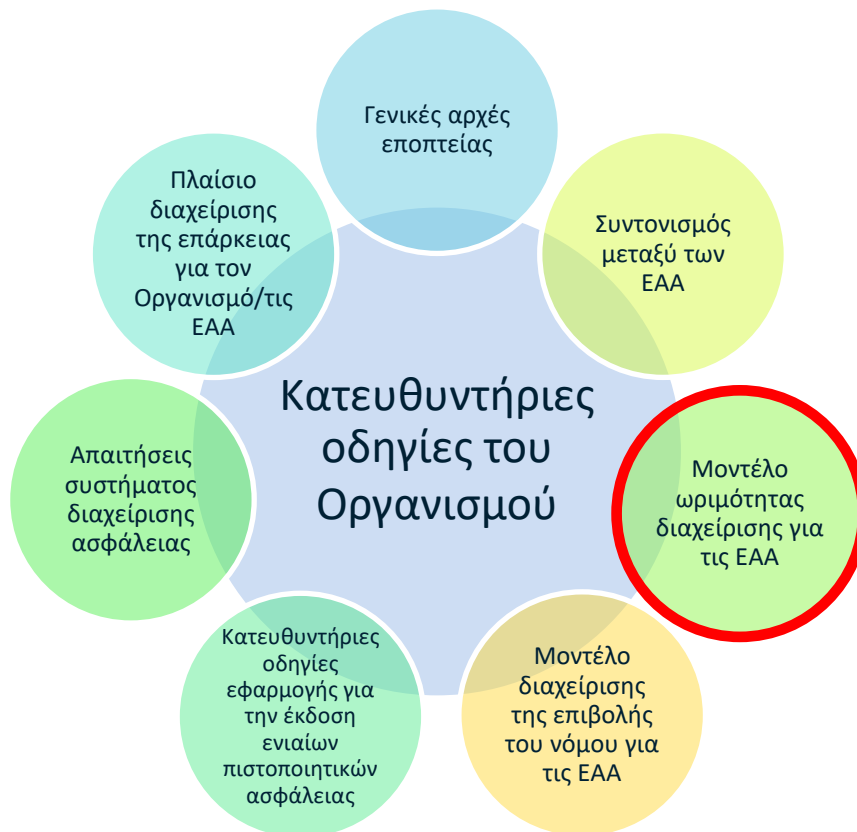 Γενικές αρχές
εποπτείας
Συντονισμός
μεταξύ των
ΕΑΑ
Μοντέλο
ωριμότητας
διαχείρισης για
τις ΕΑΑ
Μοντέλο
διαχείρισης
της επιβολής
του νόμου για
τις ΕΑΑ
Κατευθυντήριες
οδηγίες
εφαρμογής για
την έκδοση
ενιαίων
πιστοποιητικών
ασφάλειας
Απαιτήσεις
συστήματος
διαχείρισης
ασφάλειας
Πλαίσιο
διαχείρισης
της επάρκειας
για τον
Οργανισμό/τις
ΕΑΑ
Κατευθυντήριες
οδηγίες του
Οργανισμού